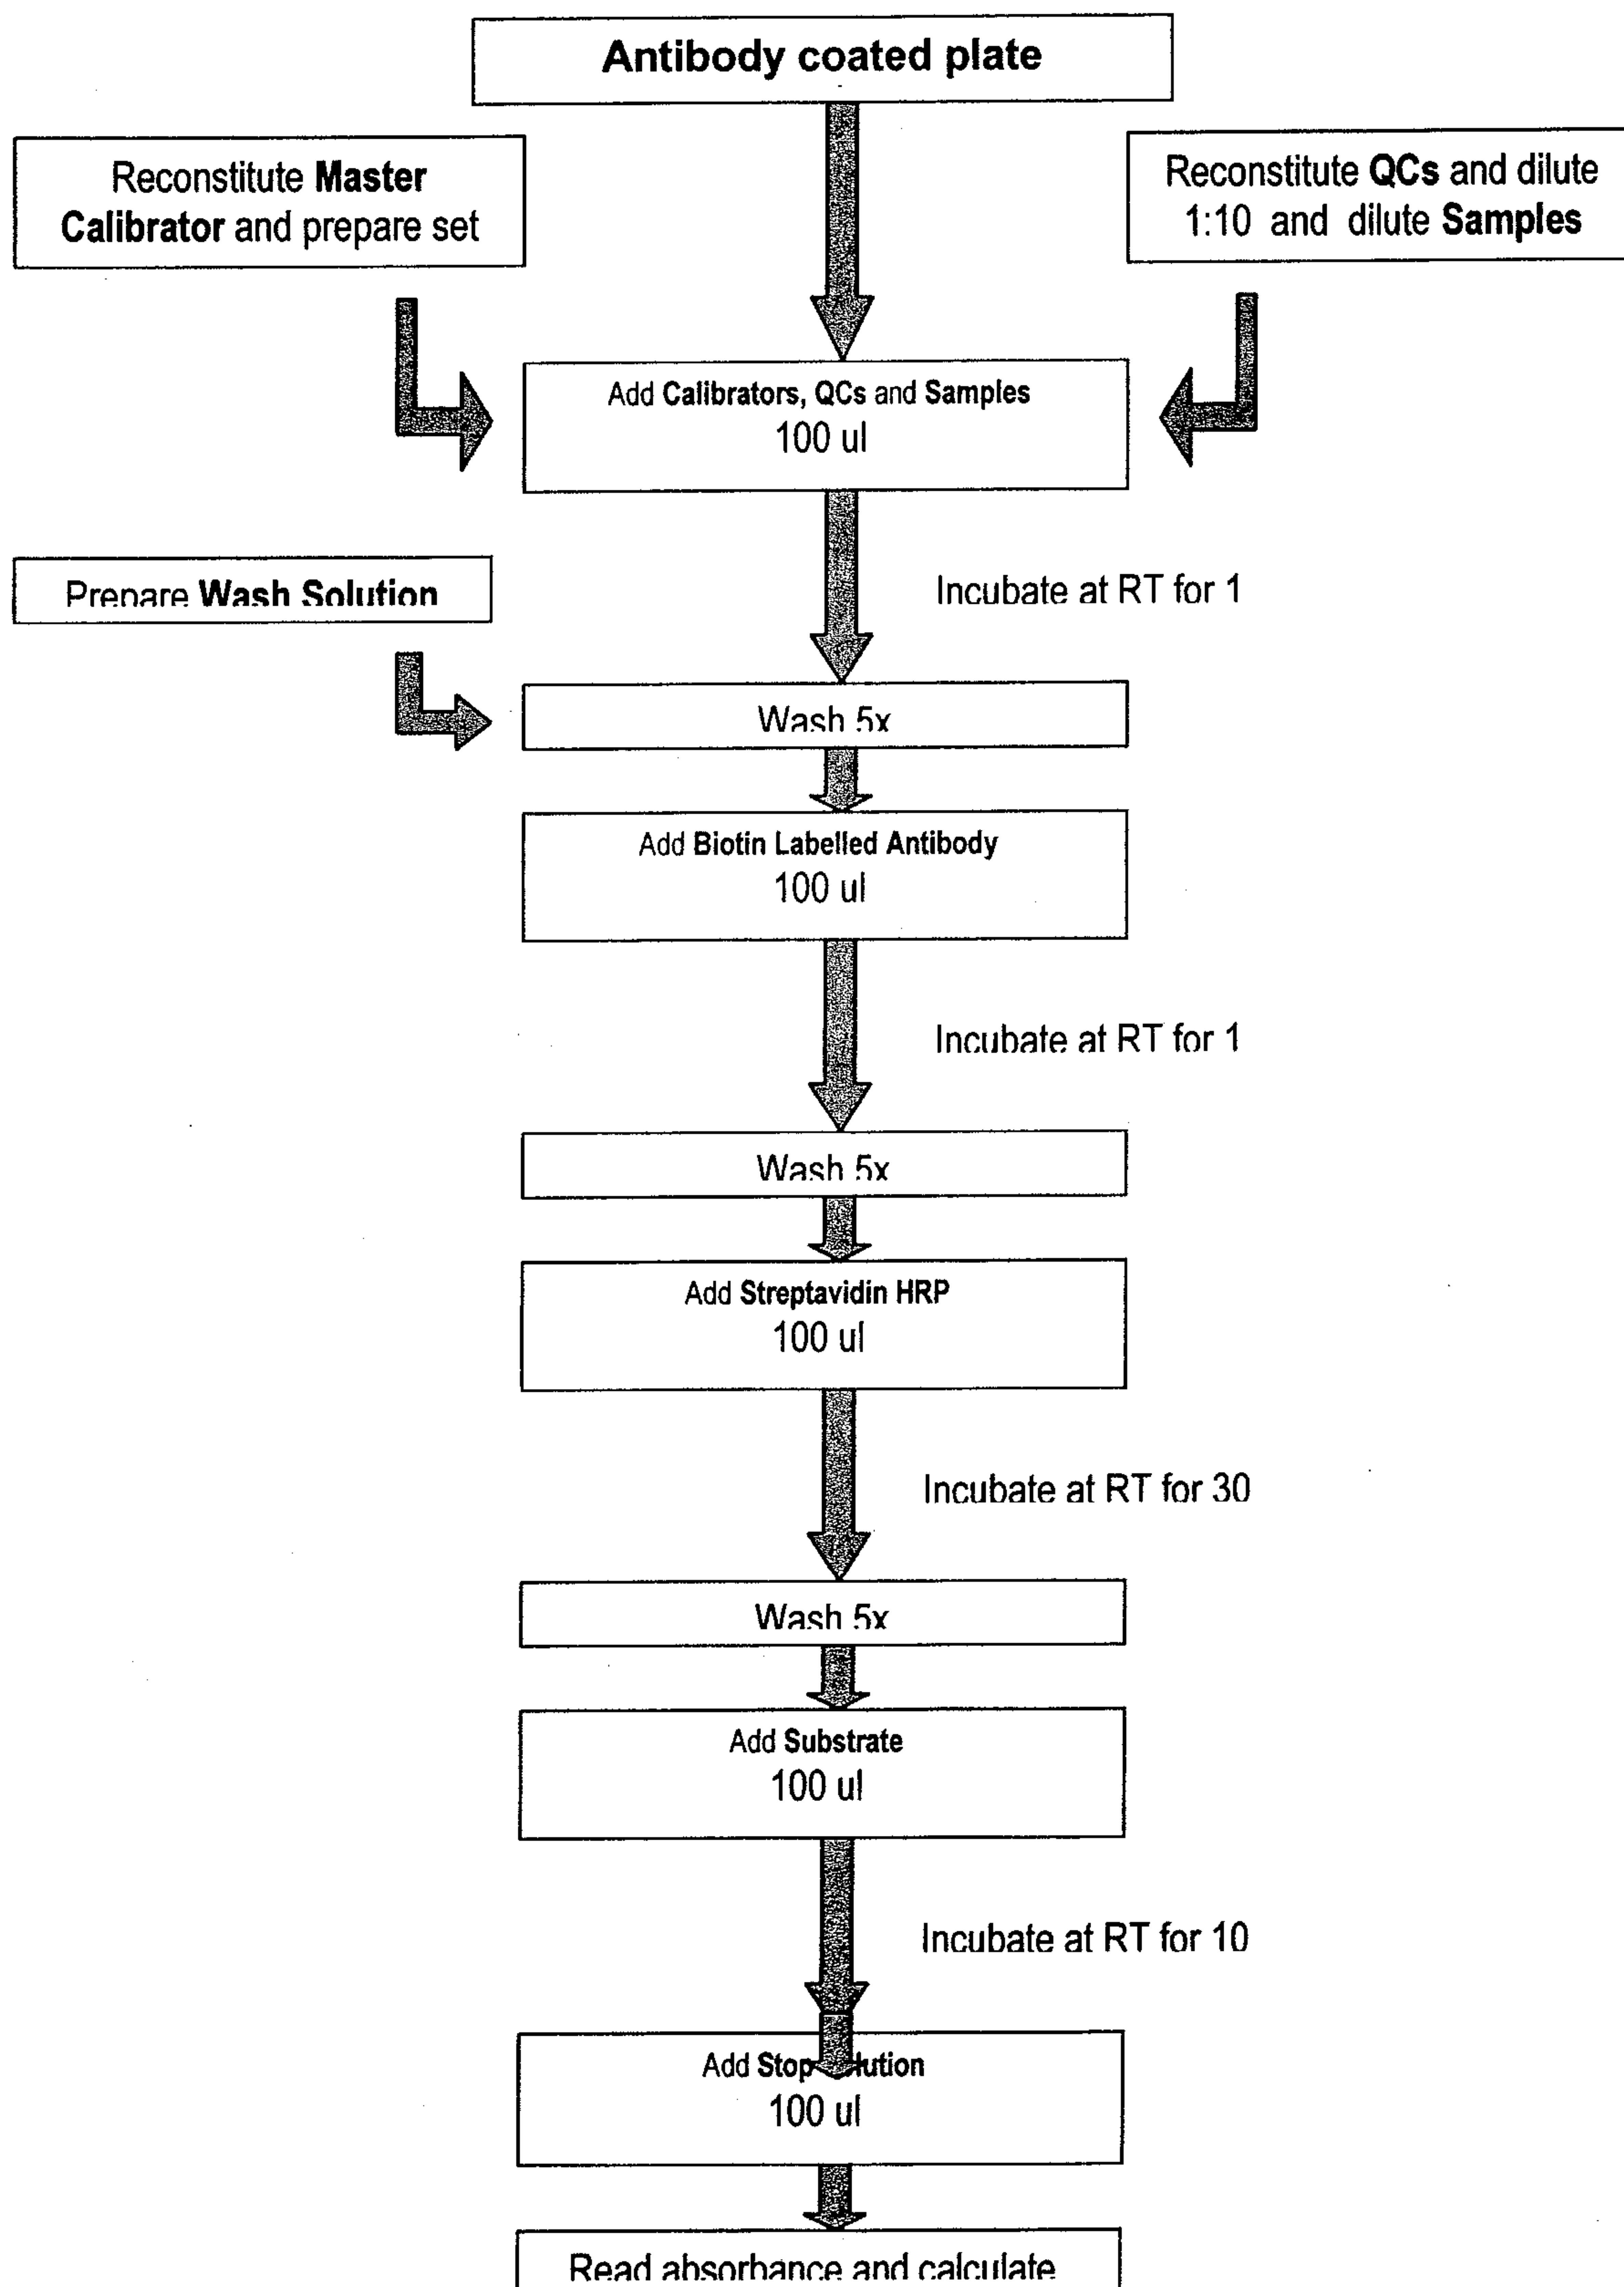 Antibody coated plate
Reconstitute Master
Calibrator and prepare set
Reconstitute QCs and dilute
1:10 and dilute Samples
Add Calibrators, QCs and Samples
100 ul
Prepare Wash Solution
Incubate at RT for 1
Wash 5x
Add Biotin Labelled Antibody
100 ul
Incubate at RT for 1
Wash 5x
Add Streptavidin HRP
100 ul
Incubate at RT for 30
Wash 5x
Add Substrate
100 ul
Incubate at RT for 10
Add Stop lution
100 ul
Read absorbance and calculate